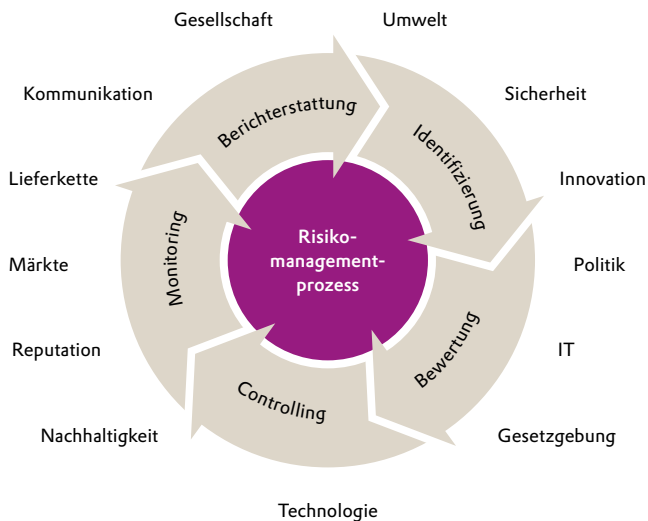 Gesellschaft
Umwelt
Kommunikation
Sicherheit
Berichterstattung
Identifizierung
Lieferkette
Innovation
Monitoring
Risiko-
management-
prozess
Märkte
Politik
Reputation
IT
Bewertung
Controlling
Nachhaltigkeit
Gesetzgebung
Technologie